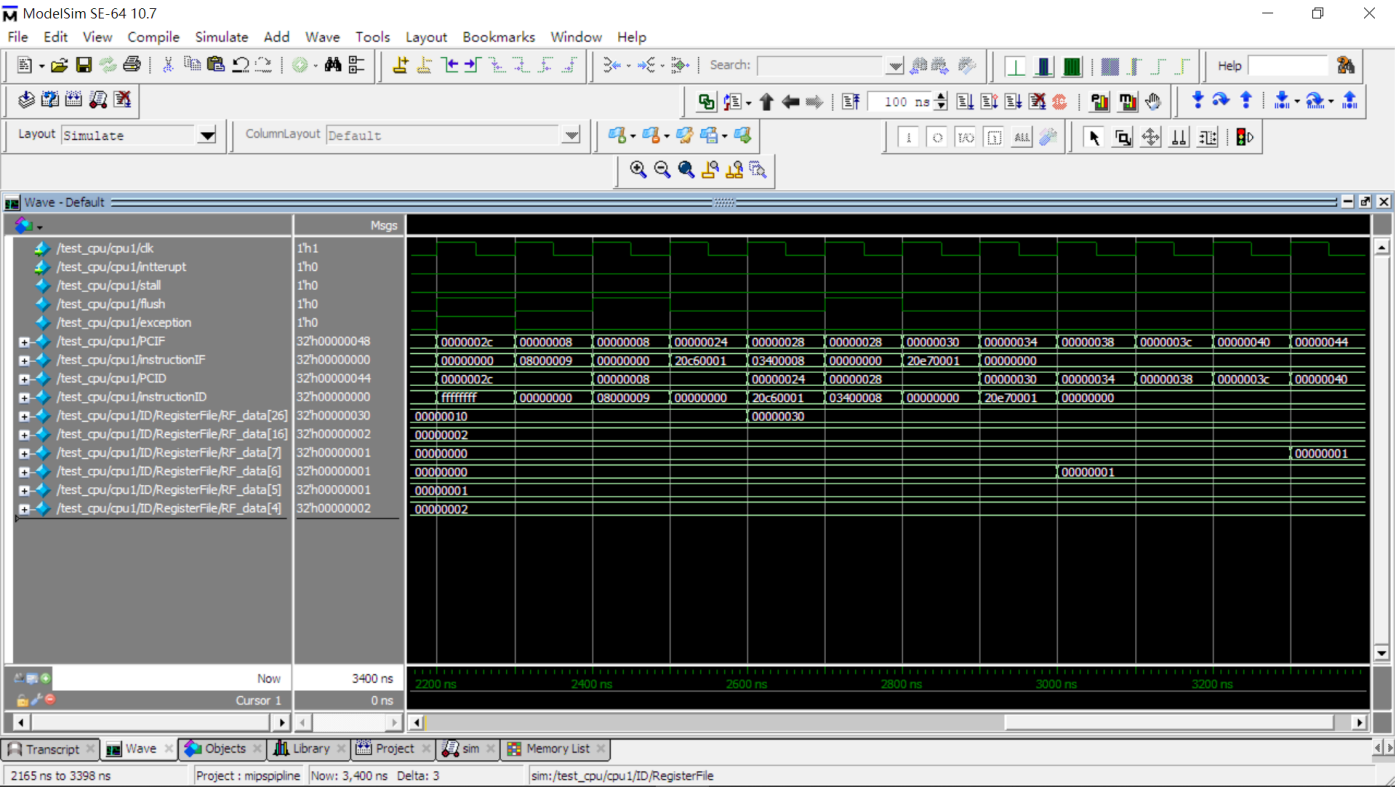 ModelSim SE-64 10.7
File Edit View Compile Simulate Add Wave Tools Layout Bookmarks Window Help
Search: Help
100 ns
Layout Simulate ColumnLayout Default
Wave - Default
Msgs
/test_cpu/cpu1/clk 1'h1
/test_cpu/cpu1/intterupt 1'h0
/test_cpu/cpu1/stall 1'h0
/test_cpu/cpu1/flush 1'h0
/test_cpu/cpu1/exception 1'h0
/test_cpu/cpu1/PCIF 32'h00000048 0000002c 00000008 00000008 00000024 00000028 00000028 00000030 00000034 00000038 0000003c 00000040 00000044
/test_cpu/cpu1/instructionIF 32'h00000000 00000000 08000009 00000000 20c60001 03400008 00000000 20e70001 00000000
/test_cpu/cpu1/PCID 32'h00000044 0000002c 00000008 00000024 00000028 00000030 00000034 00000038 0000003c 00000040
/test_cpu/cpu1/instructionID 32'h00000000 ffffffff 00000000 08000009 00000000 20c60001 03400008 00000000 20e70001 00000000
/test_cpu/cpu1/ID/RegisterFile/RF_data[26] 32'h00000030 00000010 00000030
/test_cpu/cpu1/ID/RegisterFile/RF_data[16] 32'h00000002 00000002
/test_cpu/cpu1/ID/RegisterFile/RF_data[7] 32'h00000001 00000000 00000001
/test_cpu/cpu1/ID/RegisterFile/RF_data[6] 32'h00000001 00000000 00000001
/test_cpu/cpu1/ID/RegisterFile/RF_data[5] 32'h00000001 00000001
/test_cpu/cpu1/ID/RegisterFile/RF_data[4] 32'h00000002 00000002
Now 3400 ns
2200 ns 2400 ns 2600 ns 2800 ns 3000 ns 3200 ns
Cursor 1 0 ns
Transcript Wave Objects Library Project sim Memory List
2165 ns to 3398 ns Project : mipspipline Now: 3,400 ns Delta: 3 sim:/test_cpu/cpu1/ID/RegisterFile